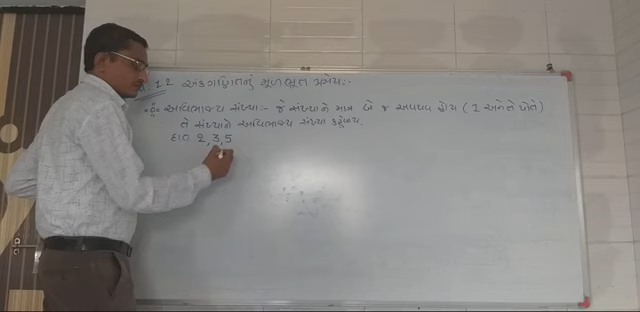 1.2 અંકગણિતનું મૂળભૂત પ્રમેય:-
અવિભાજ્ય સંખ્યા:- જે સંખ્યાને માત્ર બે જ અવયવ હોય (1 અને તે પોતે)
તે સંખ્યાને અવિભાજ્ય સંખ્યા કહેવાય.
દા.ત 2,3,5